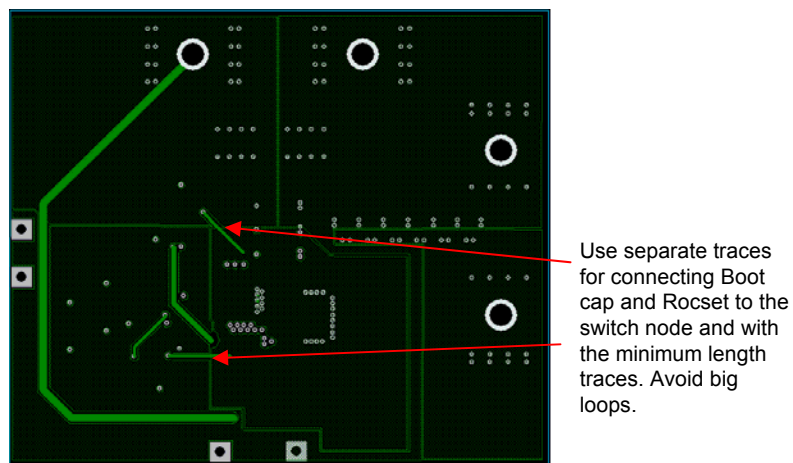 Use separate traces
for connecting Boot
cap and Rocset to the
switch node and with
the minimum length
traces. Avoid big
loops.